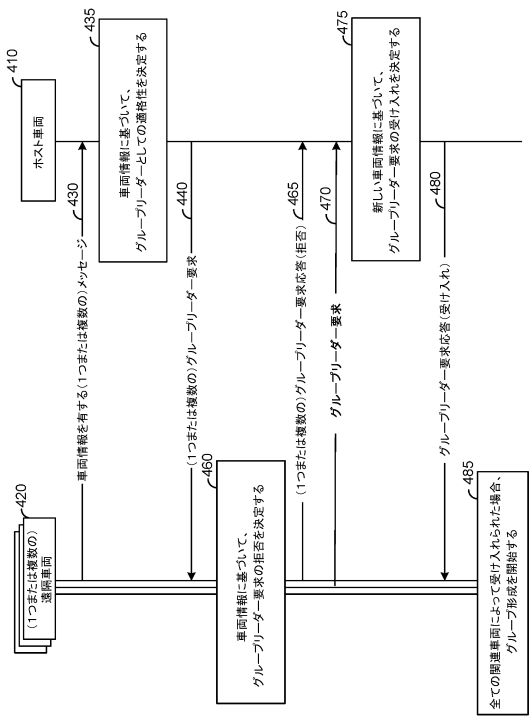 410
ホスト車両
420
(1つまたは複数の)
遠隔車両
430
車両情報を有する(1つまたは複数の)メッセージ
435
車両情報に基づいて、
グループリーダーとしての適格性を決定する
440
(1つまたは複数の)グループリーダー要求
460
車両情報に基づいて、
グループリーダー要求の拒否を決定する
465
(1つまたは複数の)グループリーダー要求応答(拒否)
470
グループリーダー要求
475
新しい車両情報に基づいて、
グループリーダー要求の受け入れを決定する
480
グループリーダー要求応答(受け入れ)
485
全ての関連車両によって受け入れられた場合、
グループ形成を開始する